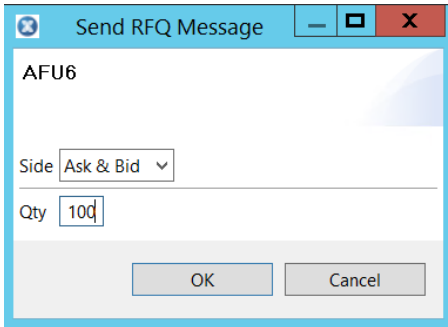 Send RFQ Message
AFU6
Side Ask & Bid
Qty 100
OK Cancel